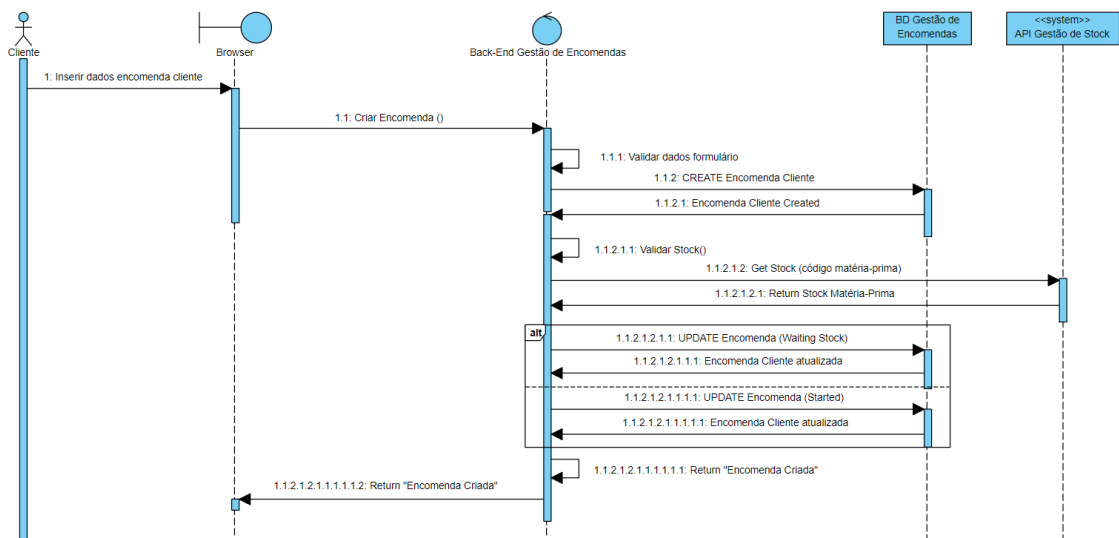 Cliente
Browser
Back-End Gestão de Encomendas
BD Gestão de
Encomendas
<<system>>
API Gestão de Stock
1: Inserir dados encomenda cliente
1.1: Criar Encomenda ()
1.1.1: Validar dados formulário
1.1.2: CREATE Encomenda Cliente
1.1.2.1: Encomenda Cliente Created
1.1.2.1.1: Validar Stock()
1.1.2.1.2: Get Stock (código matéria-prima)
1.1.2.1.2.1: Return Stock Matéria-Prima
alt
1.1.2.1.2.1.1: UPDATE Encomenda (Waiting Stock)
1.1.2.1.2.1.1.1: Encomenda Cliente atualizada
1.1.2.1.2.1.1.1.1: UPDATE Encomenda (Started)
1.1.2.1.2.1.1.1.1.1: Encomenda Cliente atualizada
1.1.2.1.2.1.1.1.1.1.1: Return "Encomenda Criada"
1.1.2.1.2.1.1.1.1.1.2: Return "Encomenda Criada"